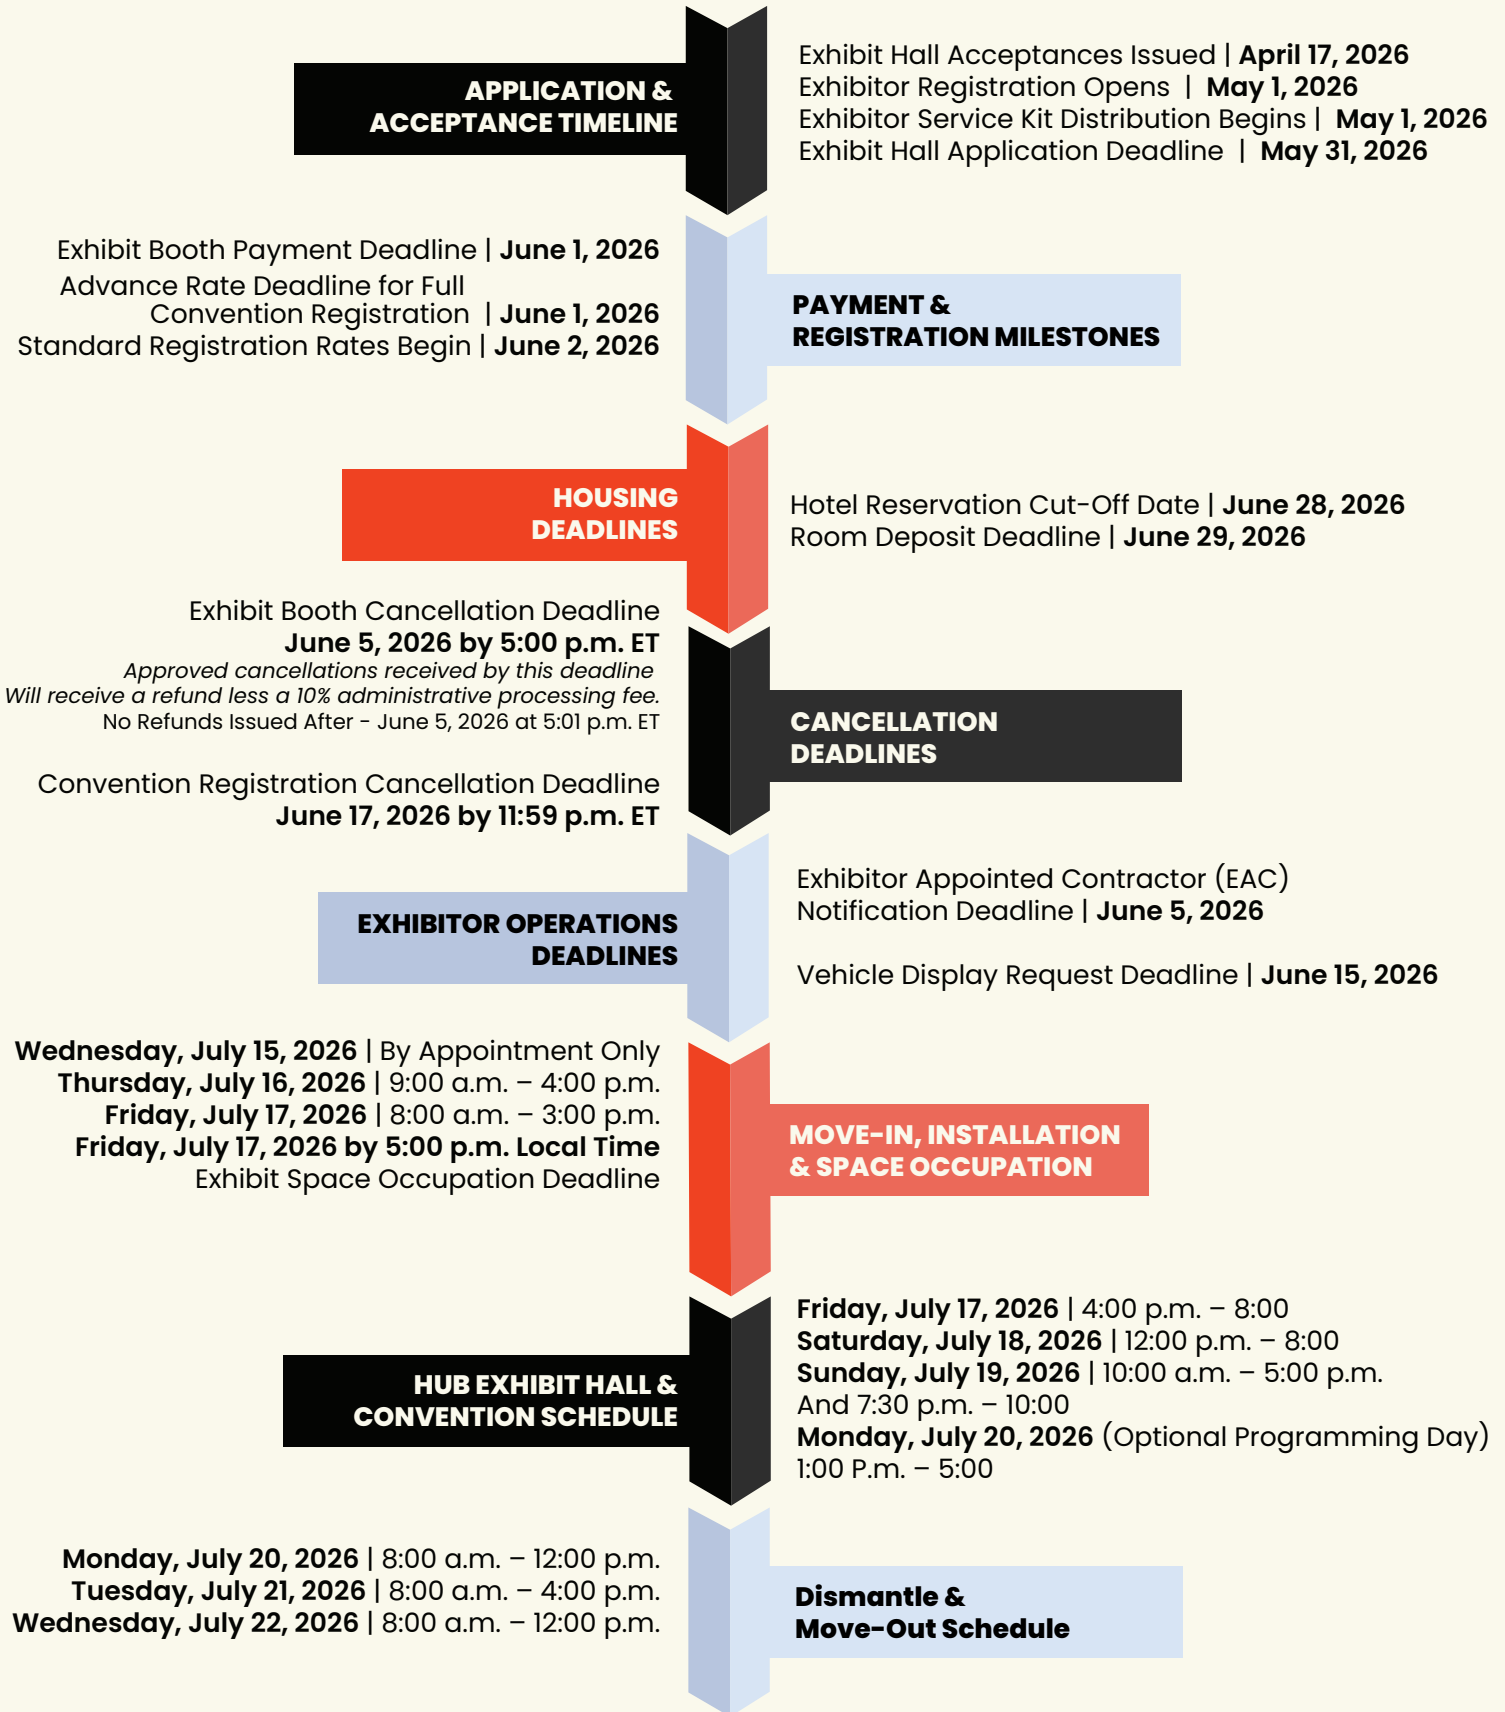 APPLICATION &
ACCEPTANCE TIMELINE
Exhibit Hall Acceptances Issued | April 17, 2026
Exhibitor Registration Opens | May 1, 2026
Exhibitor Service Kit Distribution Begins | May 1, 2026
Exhibit Hall Application Deadline | May 31, 2026
Exhibit Booth Payment Deadline | June 1, 2026
Advance Rate Deadline for Full
Convention Registration | June 1, 2026
Standard Registration Rates Begin | June 2, 2026
PAYMENT &
REGISTRATION MILESTONES
HOUSING
DEADLINES
Hotel Reservation Cut-Off Date | June 28, 2026
Room Deposit Deadline | June 29, 2026
Exhibit Booth Cancellation Deadline
June 5, 2026 by 5:00 p.m. ET
Approved cancellations received by this deadline
Will receive a refund less a 10% administrative processing fee.
No Refunds Issued After - June 5, 2026 at 5:01 p.m. ET
Convention Registration Cancellation Deadline
June 17, 2026 by 11:59 p.m. ET
CANCELLATION
DEADLINES
EXHIBITOR OPERATIONS
DEADLINES
Exhibitor Appointed Contractor (EAC)
Notification Deadline | June 5, 2026
Vehicle Display Request Deadline | June 15, 2026
Wednesday, July 15, 2026 | By Appointment Only
Thursday, July 16, 2026 | 9:00 a.m. – 4:00 p.m.
Friday, July 17, 2026 | 8:00 a.m. – 3:00 p.m.
Friday, July 17, 2026 by 5:00 p.m. Local Time
Exhibit Space Occupation Deadline
MOVE-IN, INSTALLATION
& SPACE OCCUPATION
HUB EXHIBIT HALL &
CONVENTION SCHEDULE
Friday, July 17, 2026 | 4:00 p.m. – 8:00
Saturday, July 18, 2026 | 12:00 p.m. – 8:00
Sunday, July 19, 2026 | 10:00 a.m. – 5:00 p.m.
And 7:30 p.m. – 10:00
Monday, July 20, 2026 (Optional Programming Day)
1:00 P.m. – 5:00
Monday, July 20, 2026 | 8:00 a.m. – 12:00 p.m.
Tuesday, July 21, 2026 | 8:00 a.m. – 4:00 p.m.
Wednesday, July 22, 2026 | 8:00 a.m. – 12:00 p.m.
Dismantle &
Move-Out Schedule